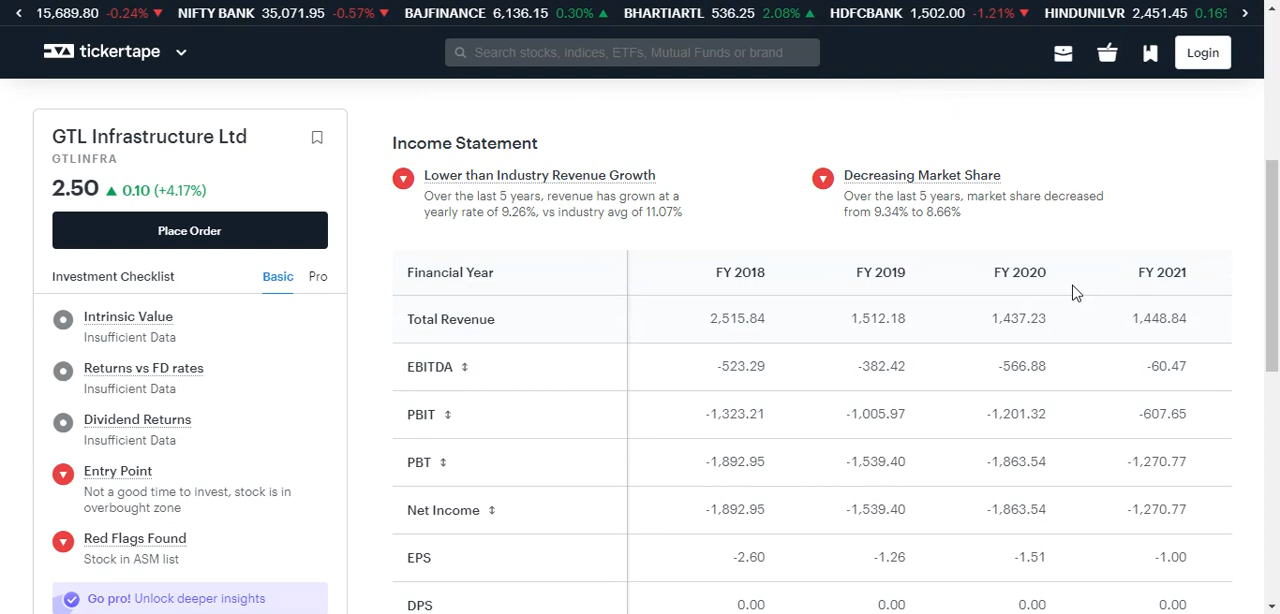 15,689.80 -0.24% ▼ NIFTY BANK 35,071.95 -0.57% ▼ BAJFINANCE 6,136.15 0.30% ▲ BHARTIARTL 536.25 2.08% ▲ HDFCBANK 1,502.00 -1.21% ▼ HINDUNILVR 2,451.45 0.16%
tickertape
Search stocks, indices, ETFs, Mutual Funds or brand
Login
GTL Infrastructure Ltd
GTLINFRA
2.50 ▲ 0.10 (+4.17%)
Place Order
Investment Checklist Basic Pro
Intrinsic Value
Insufficient Data
Returns vs FD rates
Insufficient Data
Dividend Returns
Insufficient Data
Entry Point
Not a good time to invest, stock is in
overbought zone
Red Flags Found
Stock in ASM list
Go pro! Unlock deeper insights
Income Statement
Lower than Industry Revenue Growth
Over the last 5 years, revenue has grown at a
yearly rate of 9.26%, vs industry avg of 11.07%
Decreasing Market Share
Over the last 5 years, market share decreased
from 9.34% to 8.66%
Financial Year FY 2018 FY 2019 FY 2020 FY 2021
Total Revenue 2,515.84 1,512.18 1,437.23 1,448.84
EBITDA -523.29 -382.42 -566.88 -60.47
PBIT -1,323.21 -1,005.97 -1,201.32 -607.65
PBT -1,892.95 -1,539.40 -1,863.54 -1,270.77
Net Income -1,892.95 -1,539.40 -1,863.54 -1,270.77
EPS -2.60 -1.26 -1.51 -1.00
DPS 0.00 0.00 0.00 0.00